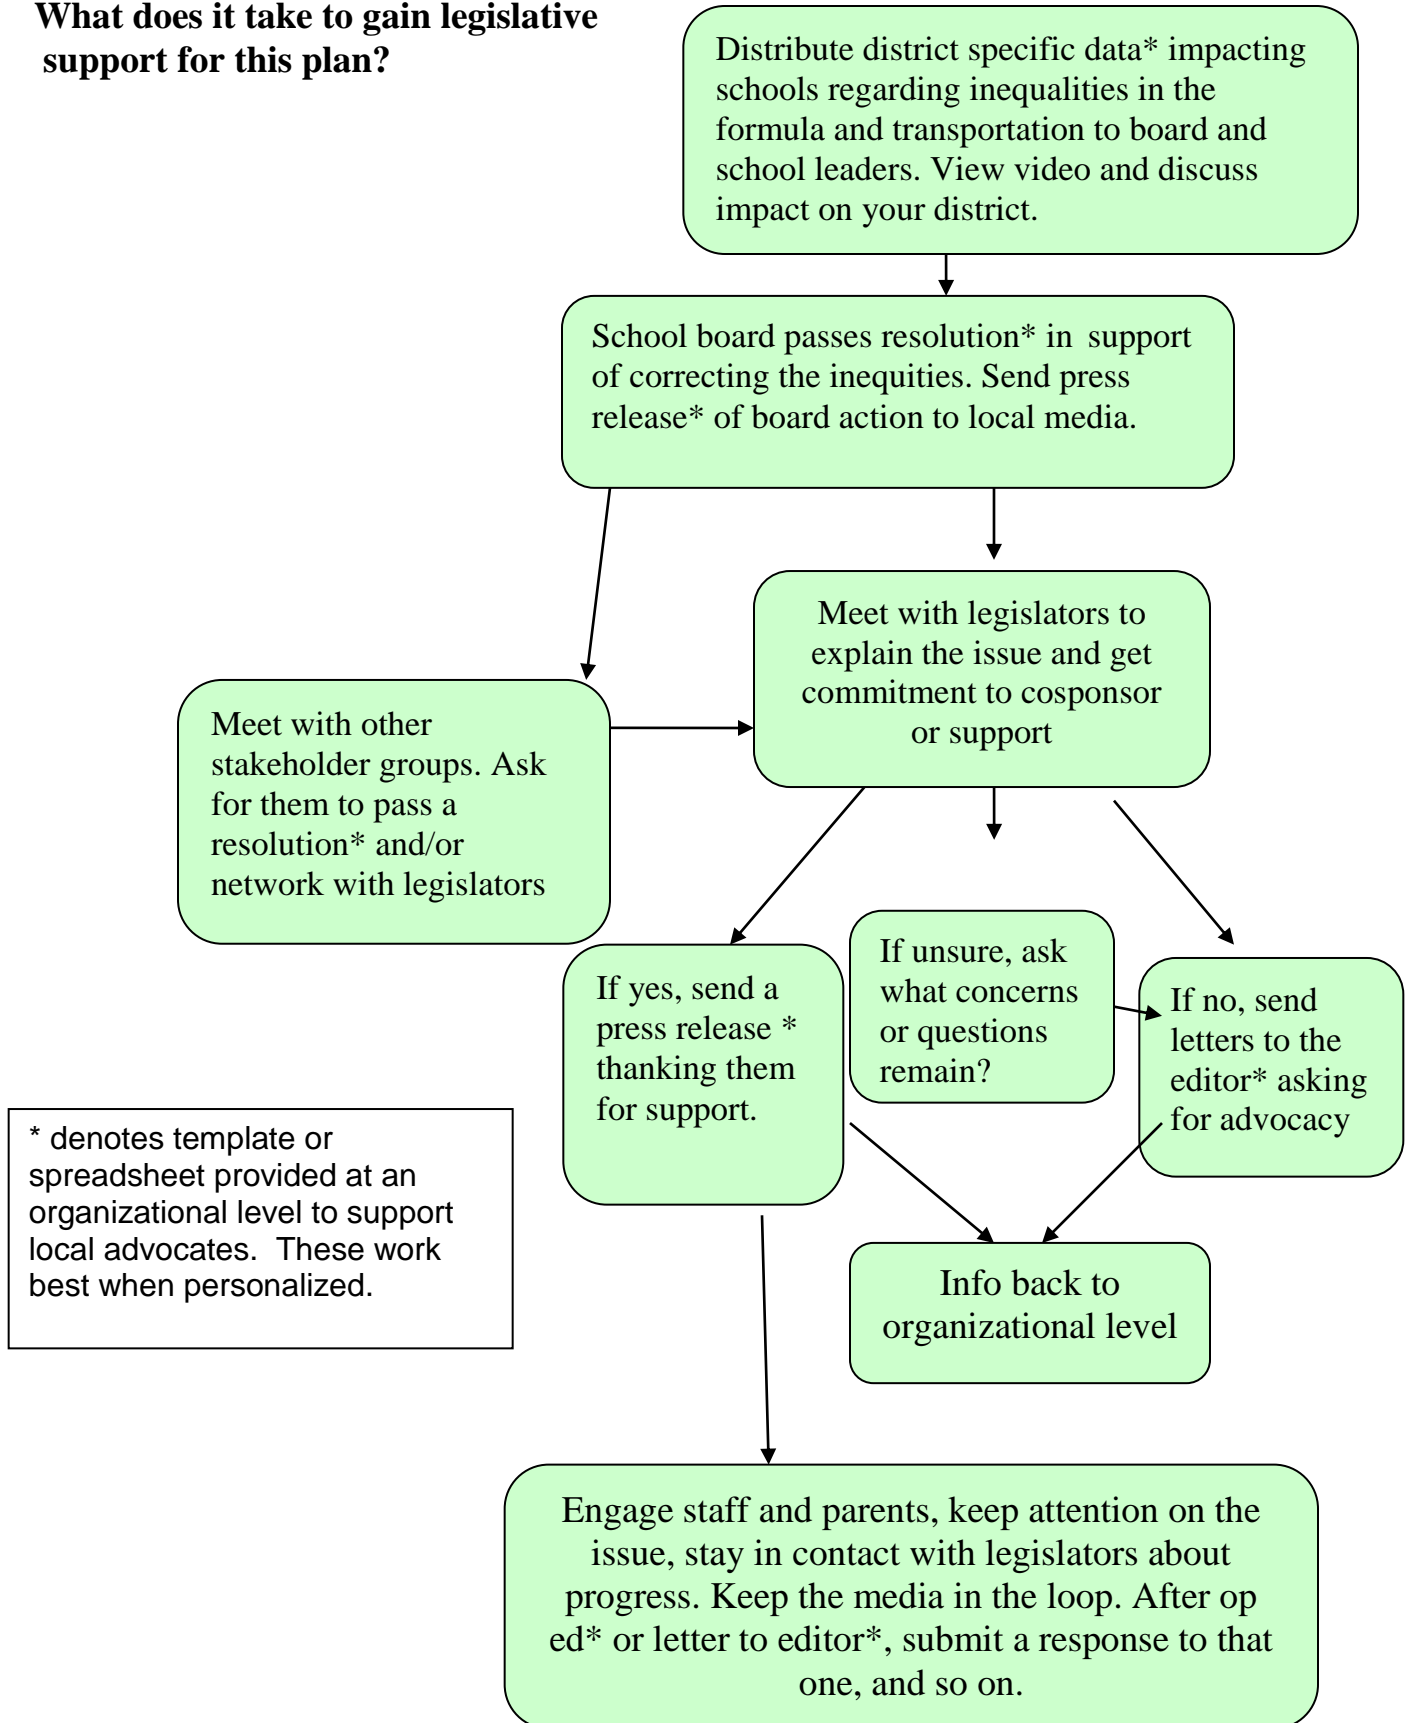 What does it take to gain legislative
support for this plan?
Distribute district specific data* impacting
schools regarding inequalities in the
formula and transportation to board and
school leaders. View video and discuss
impact on your district.
School board passes resolution* in support
of correcting the inequities. Send press
release* of board action to local media.
Meet with legislators to
explain the issue and get
commitment to cosponsor
or support
Meet with other
stakeholder groups. Ask
for them to pass a
resolution* and/or
network with legislators
If yes, send a
press release *
thanking them
for support.
If unsure, ask
what concerns
or questions
remain?
If no, send
letters to the
editor* asking
for advocacy
* denotes template or
spreadsheet provided at an
organizational level to support
local advocates. These work
best when personalized.
Info back to
organizational level
Engage staff and parents, keep attention on the
issue, stay in contact with legislators about
progress. Keep the media in the loop. After op
ed* or letter to editor*, submit a response to that
one, and so on.